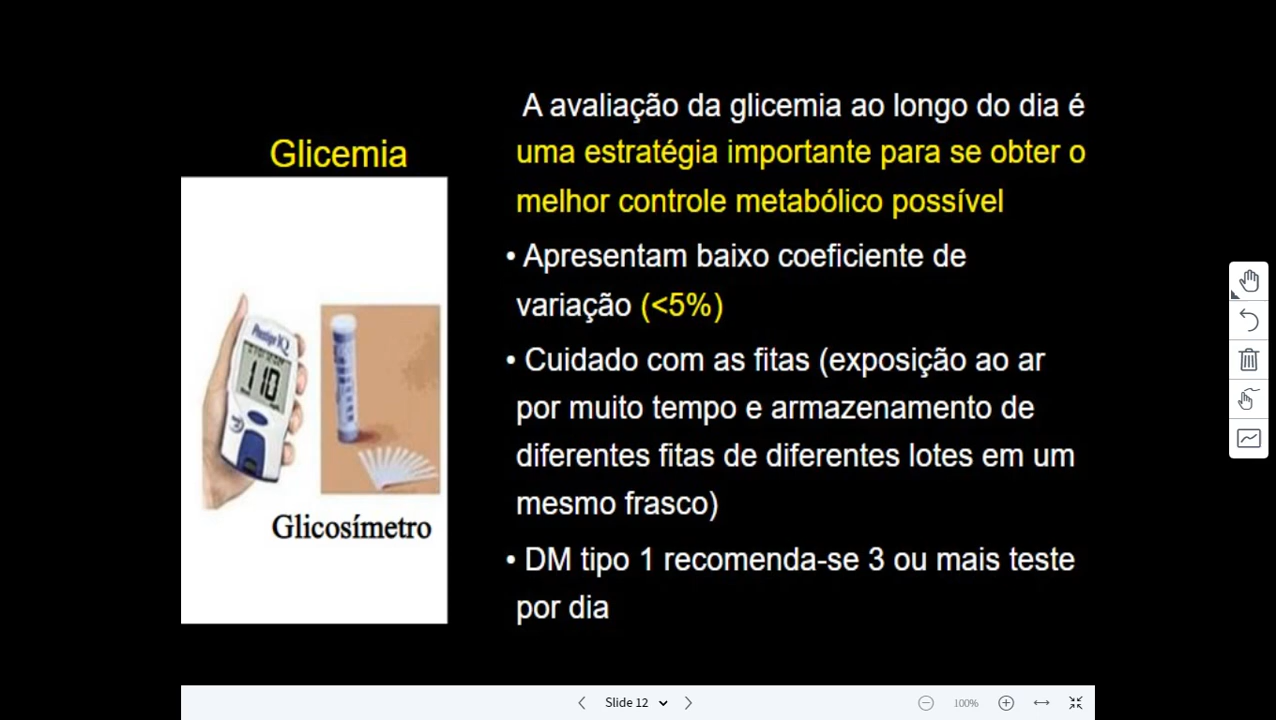 Glicemia
A avaliação da glicemia ao longo do dia é
uma estratégia importante para se obter o
melhor controle metabólico possível
• Apresentam baixo coeficiente de
variação (<5%)
• Cuidado com as fitas (exposição ao ar
por muito tempo e armazenamento de
diferentes fitas de diferentes lotes em um
mesmo frasco)
• DM tipo 1 recomenda-se 3 ou mais teste
por dia
Prestige IQ
110
Glicosímetro
Slide 12
100%